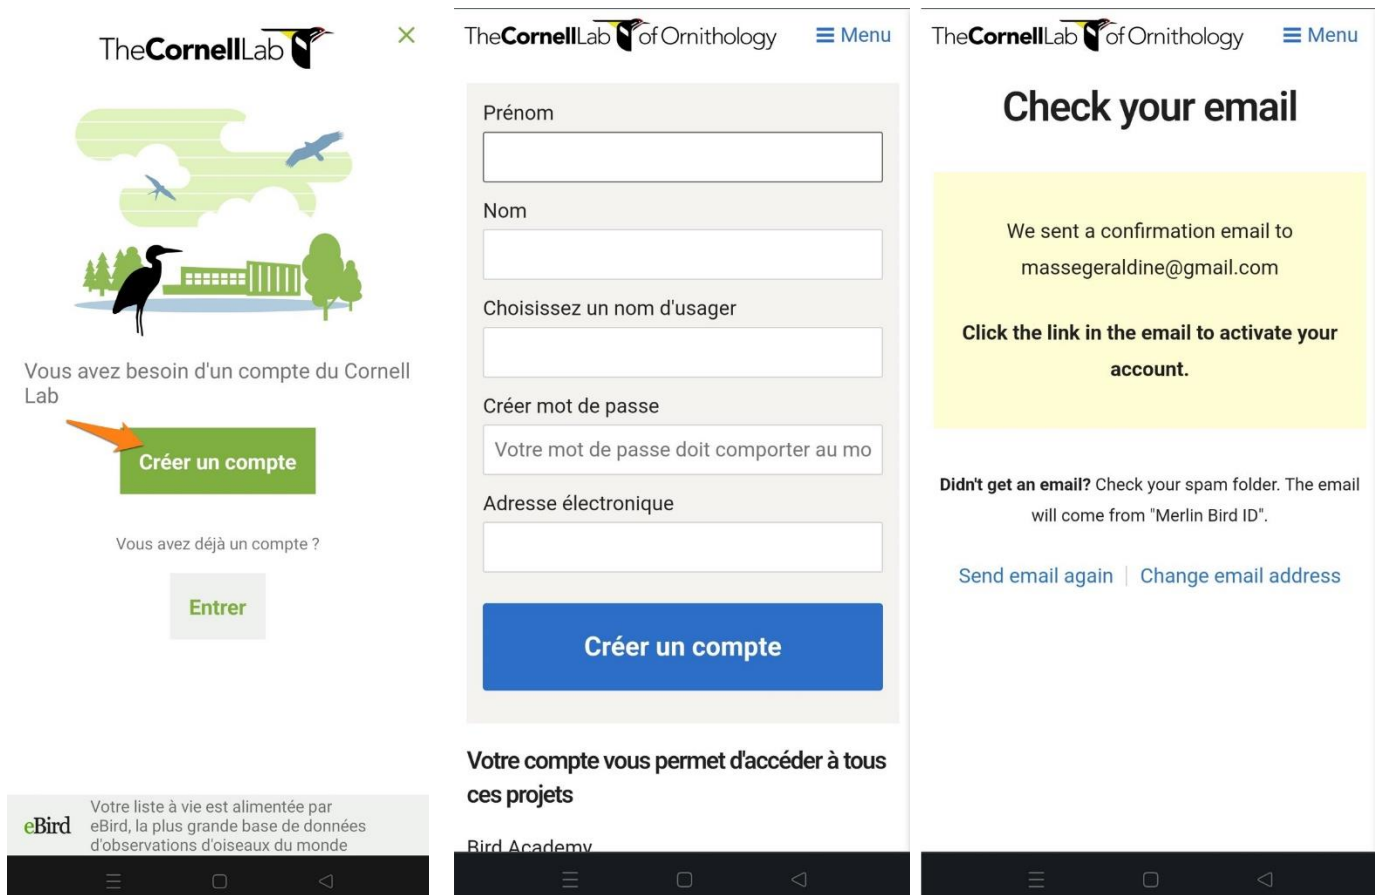 TheCornellLab
Vous avez besoin d'un compte du Cornell
Lab
Créer un compte
Vous avez déjà un compte ?
Entrer
eBird
Votre liste à vie est alimentée par
eBird, la plus grande base de données
d'observations d'oiseaux du monde
TheCornellLab of Ornithology
Menu
Prénom
Nom
Choisissez un nom d'usager
Créer mot de passe
Votre mot de passe doit comporter au mo
Adresse électronique
Créer un compte
Votre compte vous permet d'accéder à tous
ces projets
Bird Academy
TheCornellLab of Ornithology
Menu
Check your email
We sent a confirmation email to
massegeraldine@gmail.com
Click the link in the email to activate your
account.
Didn't get an email? Check your spam folder. The email
will come from "Merlin Bird ID".
Send email again | Change email address